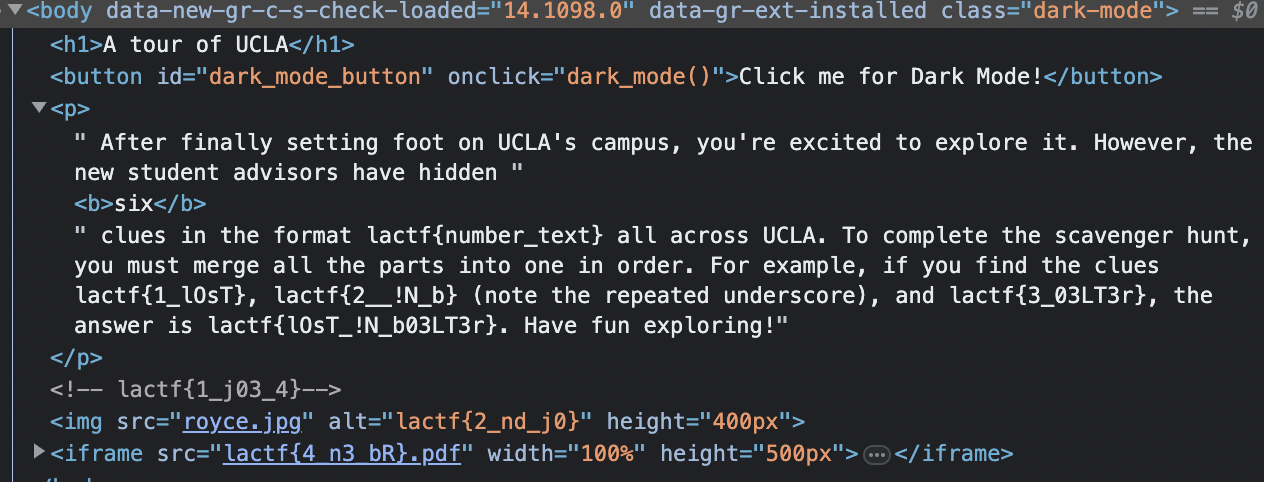 <body data-new-gr-c-s-check-loaded="14.1098.0" data-gr-ext-installed class="dark-mode"> == $0
<h1>A tour of UCLA</h1>
<button id="dark_mode_button" onclick="dark_mode()">Click me for Dark Mode!</button>
<p>
" After finally setting foot on UCLA's campus, you're excited to explore it. However, the
new student advisors have hidden "
<b>six</b>
" clues in the format lactf{number_text} all across UCLA. To complete the scavenger hunt,
you must merge all the parts into one in order. For example, if you find the clues
lactf{1_lOsT}, lactf{2__!N_b} (note the repeated underscore), and lactf{3_03LT3r}, the
answer is lactf{lOsT_!N_b03LT3r}. Have fun exploring!"
</p>
<!-- lactf{1_j03_4}-->
<img src="royce.jpg" alt="lactf{2_nd_j0}" height="400px">
<iframe src="lactf{4_n3_bR}.pdf" width="100%" height="500px">…</iframe>